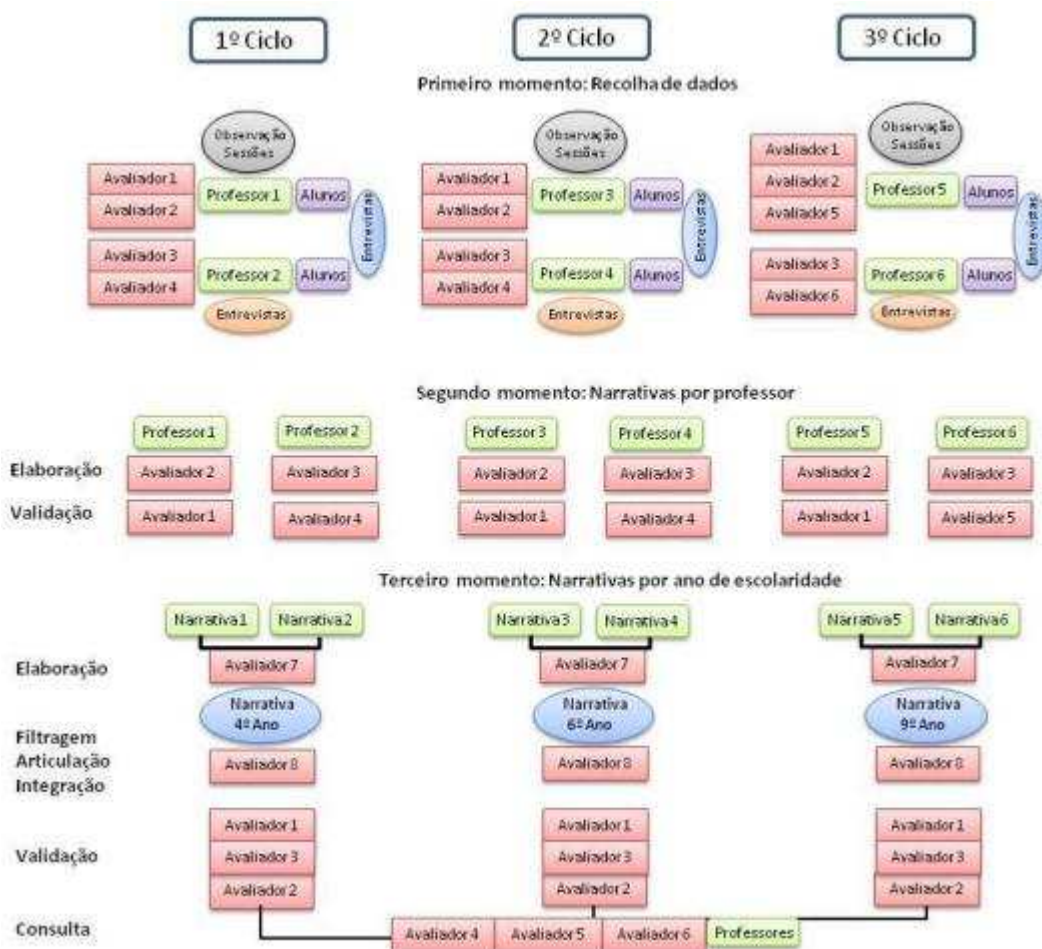 1º Ciclo
2º Ciclo
3º Ciclo
Primeiro momento: Recolha de dados
Observação
Sessões
Avaliador 1
Avaliador 2
Professor 1
Alunos
Entrevistas
Avaliador 3
Avaliador 4
Professor 2
Alunos
Entrevistas
Observação
Sessões
Avaliador 1
Avaliador 2
Professor 3
Alunos
Entrevistas
Avaliador 3
Avaliador 4
Professor 4
Alunos
Entrevistas
Observação
Sessões
Avaliador 1
Avaliador 2
Avaliador 5
Professor 5
Alunos
Entrevistas
Avaliador 3
Avaliador 6
Professor 6
Alunos
Entrevistas
Segundo momento: Narrativas por professor
Professor 1
Professor 2
Professor 3
Professor 4
Professor 5
Professor 6
Elaboração
Avaliador 2
Avaliador 3
Avaliador 2
Avaliador 3
Avaliador 2
Avaliador 3
Validação
Avaliador 1
Avaliador 4
Avaliador 1
Avaliador 4
Avaliador 1
Avaliador 5
Terceiro momento: Narrativas por ano de escolaridade
Narrativa 1
Narrativa 2
Narrativa 3
Narrativa 4
Narrativa 5
Narrativa 6
Elaboração
Avaliador 7
Avaliador 7
Avaliador 7
Narrativa
4º Ano
Narrativa
6º Ano
Narrativa
9º Ano
Filtragem
Articulação
Integração
Avaliador 8
Avaliador 8
Avaliador 8
Validação
Avaliador 1
Avaliador 3
Avaliador 2
Avaliador 1
Avaliador 3
Avaliador 2
Avaliador 1
Avaliador 3
Avaliador 2
Consulta
Avaliador 4
Avaliador 5
Avaliador 6
Professores